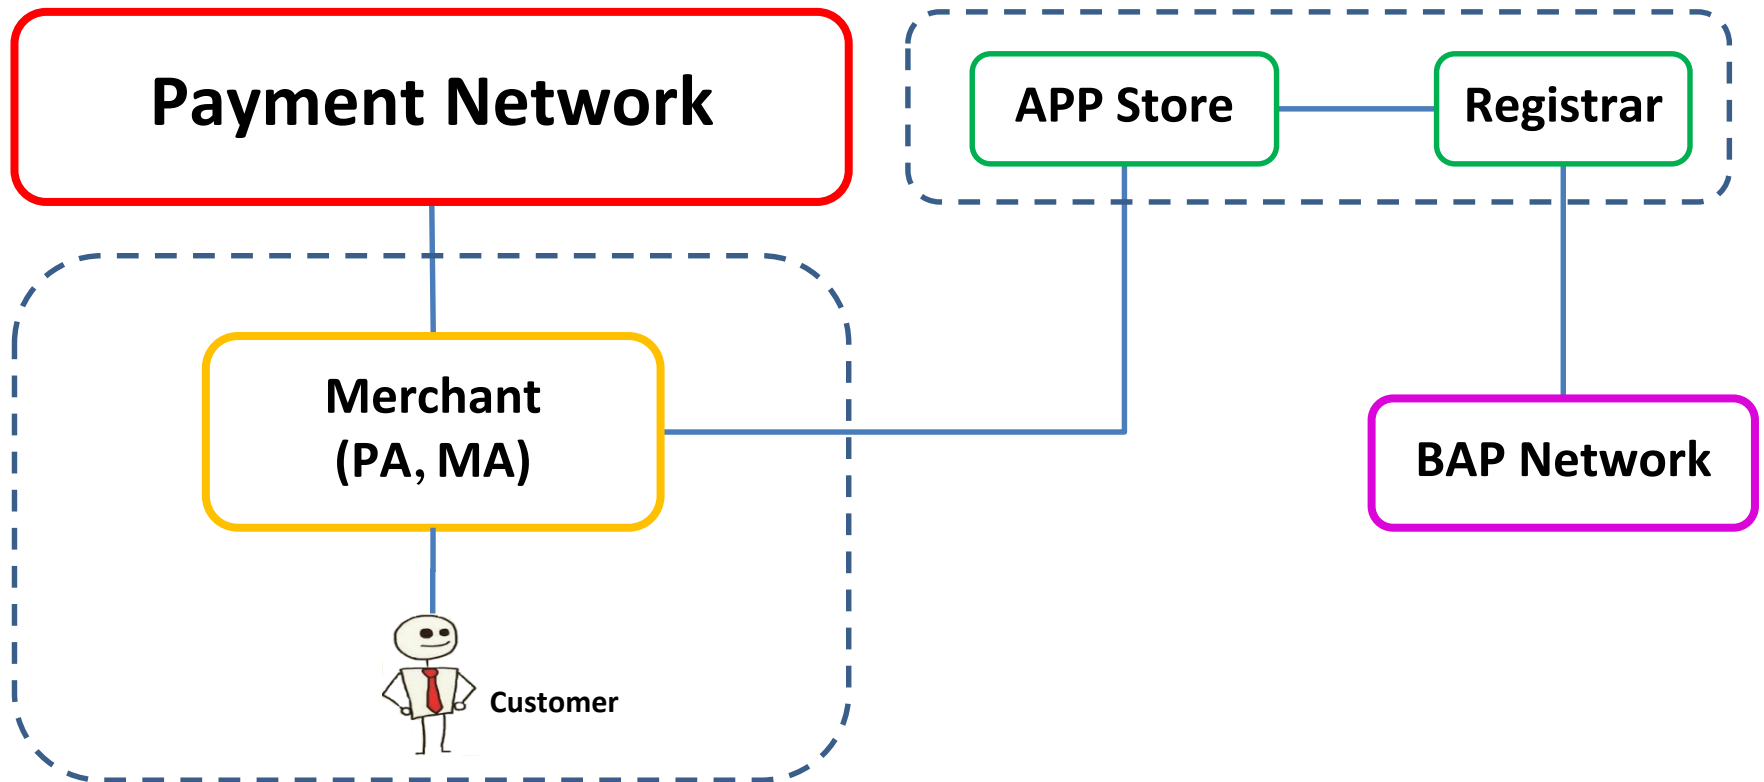 Payment Network
APP Store
Registrar
Merchant
(PA, MA)
BAP Network
Customer